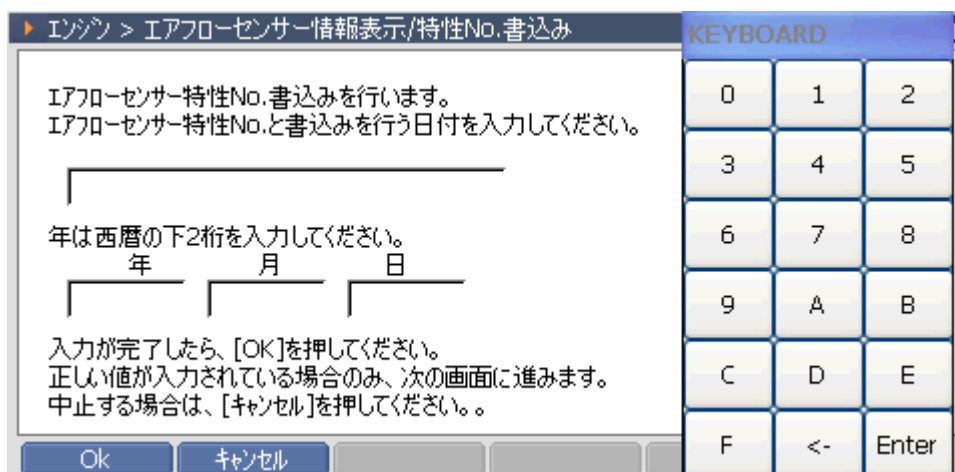 エンジン > エアフローセンサー情報表示/特性No.書込み
KEYBOARD
エアフローセンサー特性No.書込みを行います。
エアフローセンサー特性No.と書込みを行う日付を入力してください。
年は西暦の下2桁を入力してください。
年 月 日
入力が完了したら、[OK]を押してください。
正しい値が入力されている場合のみ、次の画面に進みます。
中止する場合は、[キャンセル]を押してください。。
Ok キャンセル
0 1 2
3 4 5
6 7 8
9 A B
C D E
F <- Enter